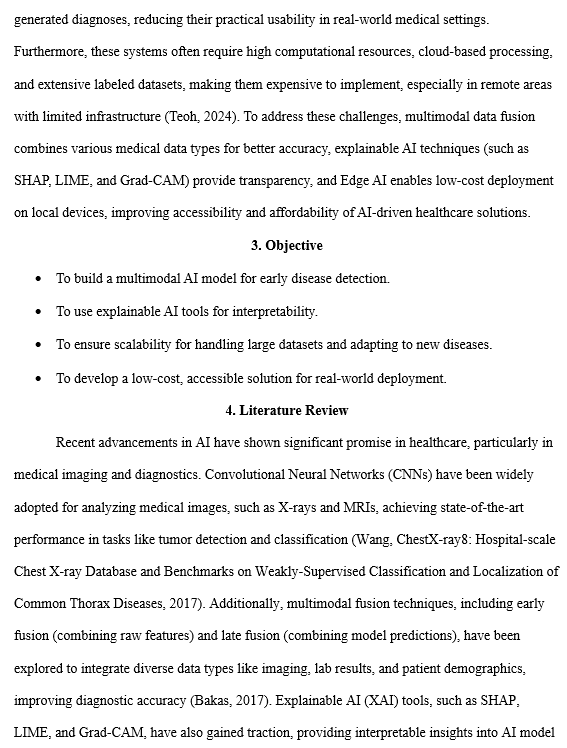 generated diagnoses, reducing their practical usability in real-world medical settings.
Furthermore, these systems often require high computational resources, cloud-based processing,
and extensive labeled datasets, making them expensive to implement, especially in remote areas
with limited infrastructure (Teoh, 2024). To address these challenges, multimodal data fusion
combines various medical data types for better accuracy, explainable AI techniques (such as
SHAP, LIME, and Grad-CAM) provide transparency, and Edge AI enables low-cost deployment
on local devices, improving accessibility and affordability of AI-driven healthcare solutions.
3. Objective
• To build a multimodal AI model for early disease detection.
• To use explainable AI tools for interpretability.
• To ensure scalability for handling large datasets and adapting to new diseases.
• To develop a low-cost, accessible solution for real-world deployment.
4. Literature Review
Recent advancements in AI have shown significant promise in healthcare, particularly in
medical imaging and diagnostics. Convolutional Neural Networks (CNNs) have been widely
adopted for analyzing medical images, such as X-rays and MRIs, achieving state-of-the-art
performance in tasks like tumor detection and classification (Wang, ChestX-ray8: Hospital-scale
Chest X-ray Database and Benchmarks on Weakly-Supervised Classification and Localization of
Common Thorax Diseases, 2017). Additionally, multimodal fusion techniques, including early
fusion (combining raw features) and late fusion (combining model predictions), have been
explored to integrate diverse data types like imaging, lab results, and patient demographics,
improving diagnostic accuracy (Bakas, 2017). Explainable AI (XAI) tools, such as SHAP,
LIME, and Grad-CAM, have also gained traction, providing interpretable insights into AI model